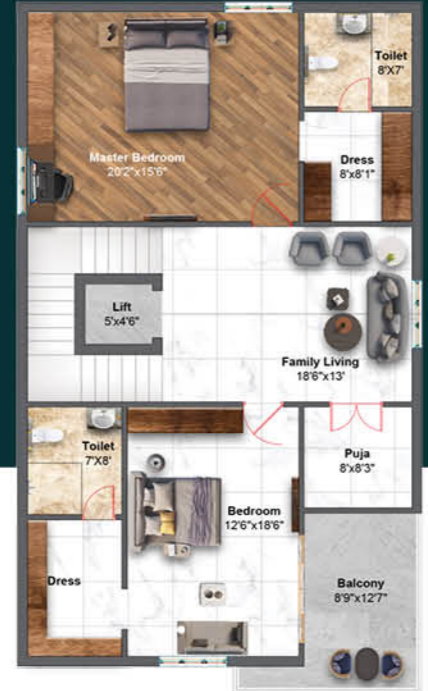 Toilet
8'X7'
Master Bedroom
20'2"x15'6"
Dress
8'x8'1"
Lift
5'x4'6"
Family Living
18'6"x13'
Toilet
7'X8'
Puja
8'x8'3"
Bedroom
12'6"x18'6"
Dress
Balcony
8'9"x12'7"